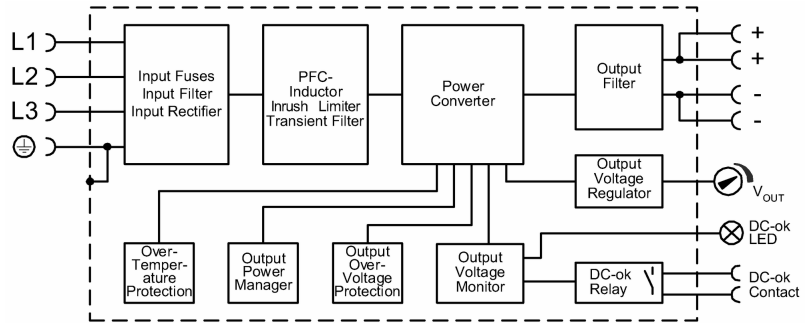 L1
L2
L3
Input Fuses
Input Filter
Input Rectifier
PFC-
Inductor
Inrush Limiter
Transient Filter
Power
Converter
Output
Filter
+
+
-
-
Output
Voltage
Regulator
VOUT
Over-
Temper-
ature
Protection
Output
Power
Manager
Output
Over-
Voltage
Protection
Output
Voltage
Monitor
DC-ok
Relay
DC-ok
LED
DC-ok
Contact